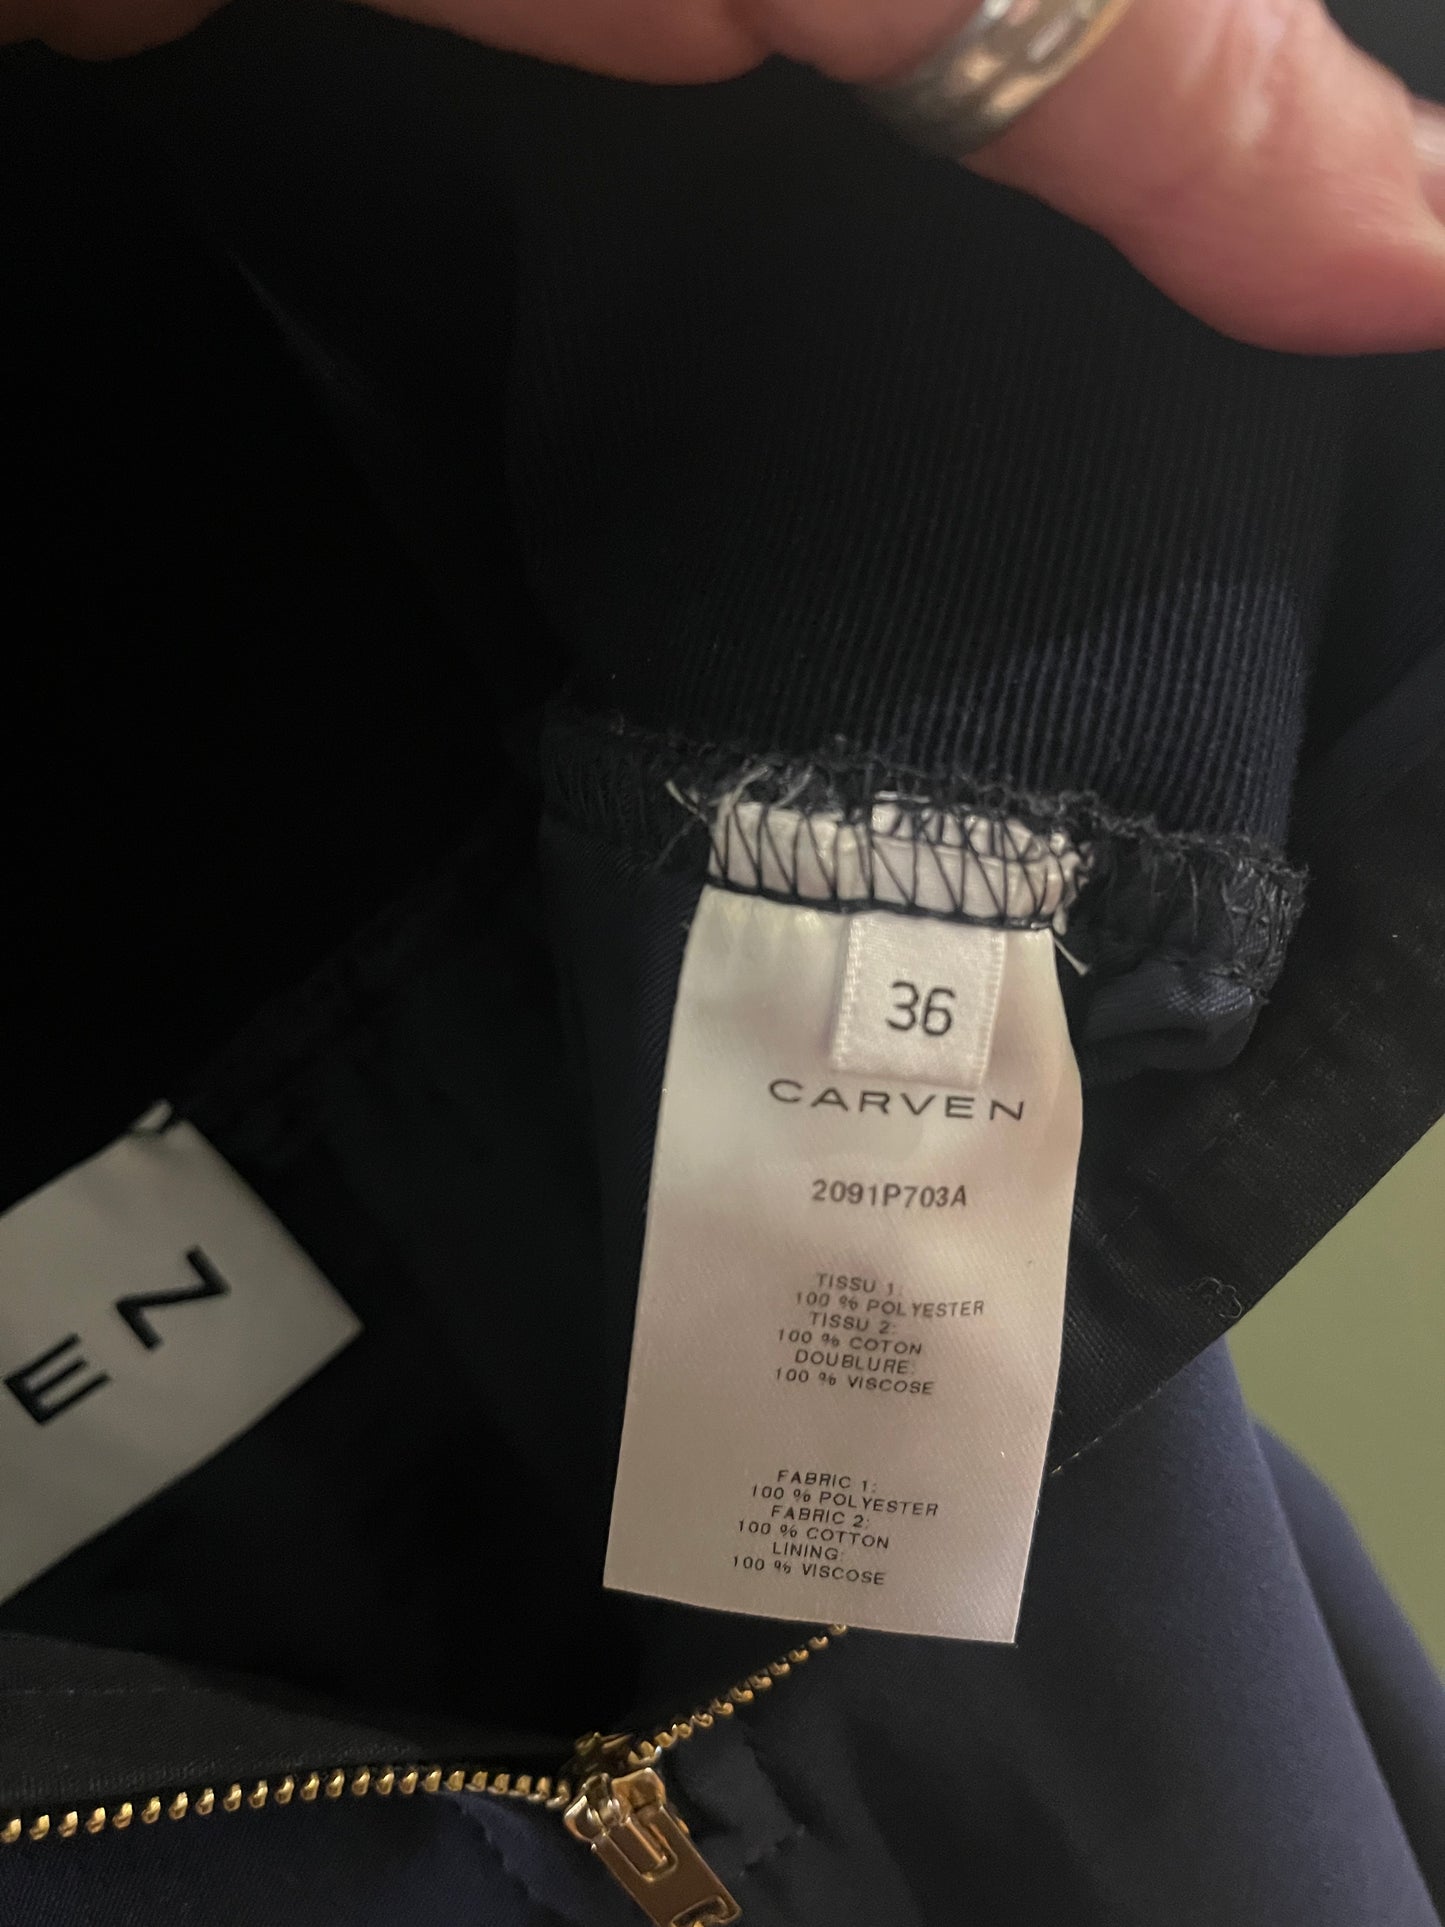 36
CARVEN
2091P703A
TISSU 1:
100 % POLYESTER
TISSU 2:
100 % COTON
DOUBLURE:
100 % VISCOSE
FABRIC 1:
100 % POLYESTER
FABRIC 2:
100 % COTTON
LINING:
100 % VISCOSE
EN